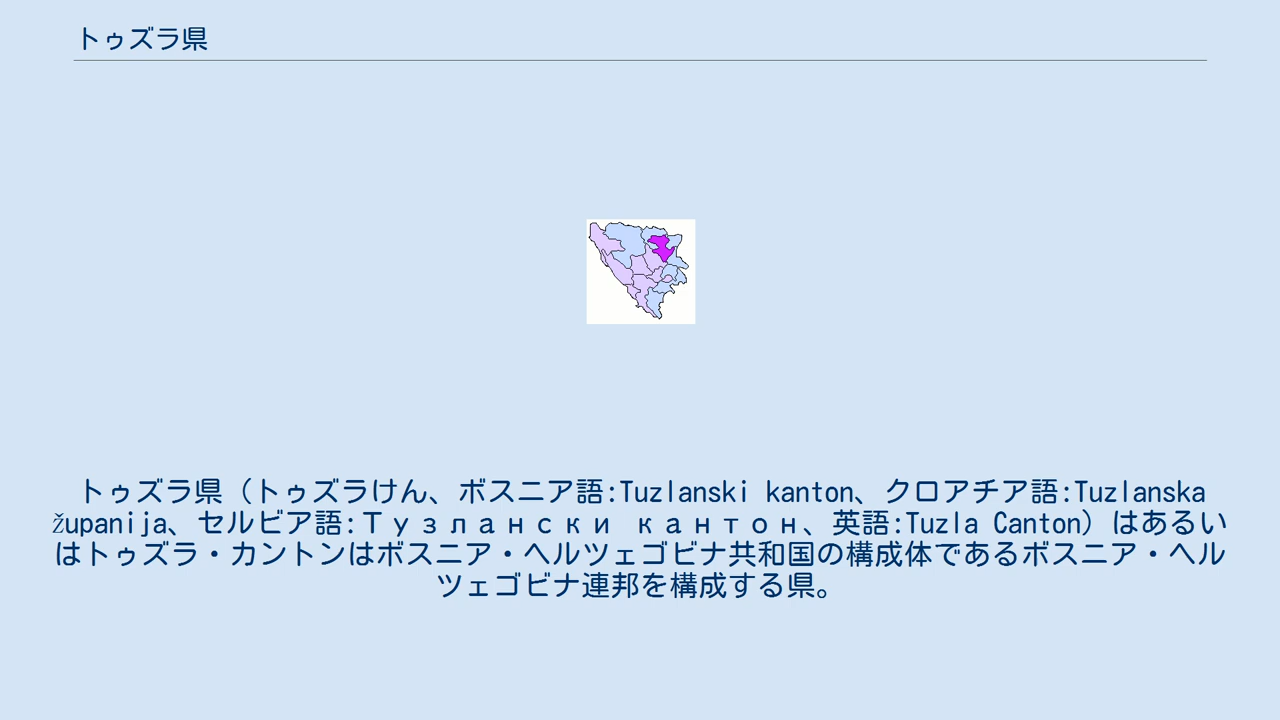 トゥズラ県
トゥズラ県（トゥズラけん、ボスニア語:Tuzlanski kanton、クロアチア語:Tuzlanska
županija、セルビア語:Тузлански кантон、英語:Tuzla Canton）はあるい
はトゥズラ・カントンはボスニア・ヘルツェゴビナ共和国の構成体であるボスニア・ヘル
ツェゴビナ連邦を構成する県。